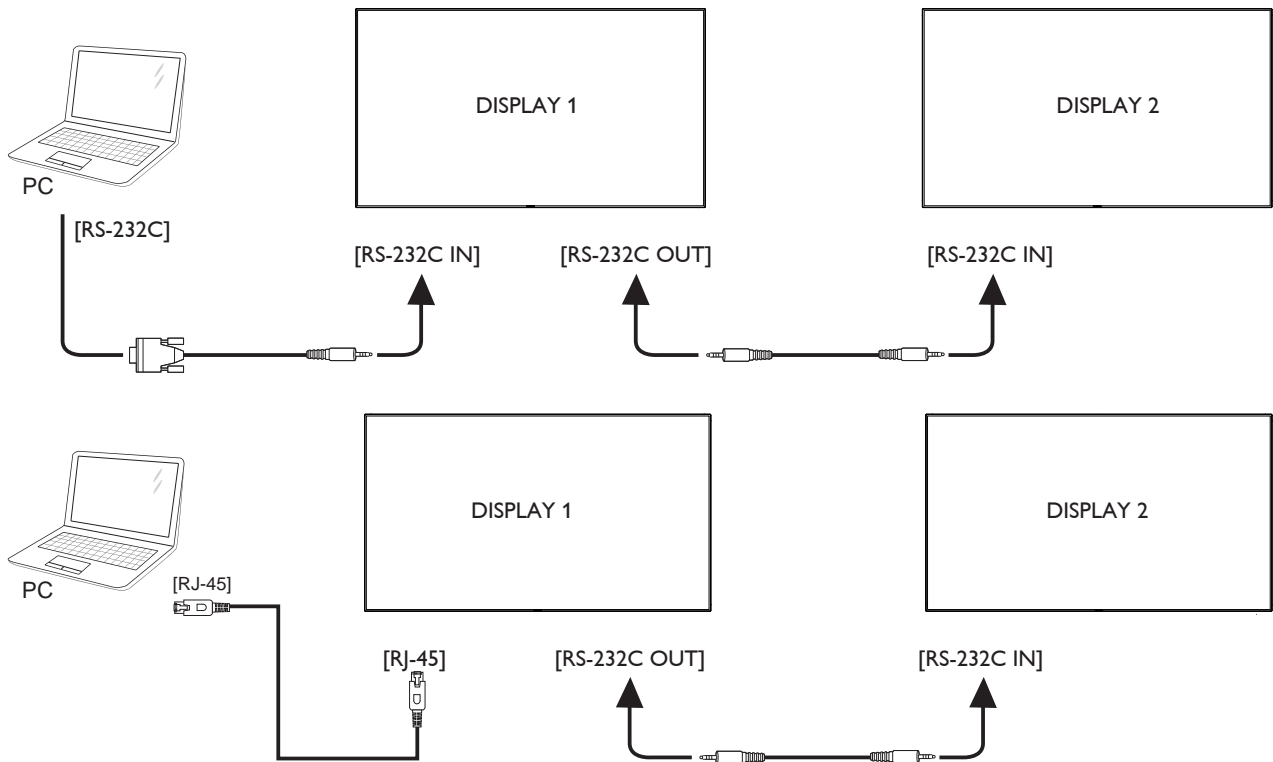 DISPLAY 1
DISPLAY 2
PC
[RS-232C]
[RS-232C IN]
[RS-232C OUT]
[RS-232C IN]
DISPLAY 1
DISPLAY 2
PC
[RJ-45]
[RJ-45]
[RS-232C OUT]
[RS-232C IN]